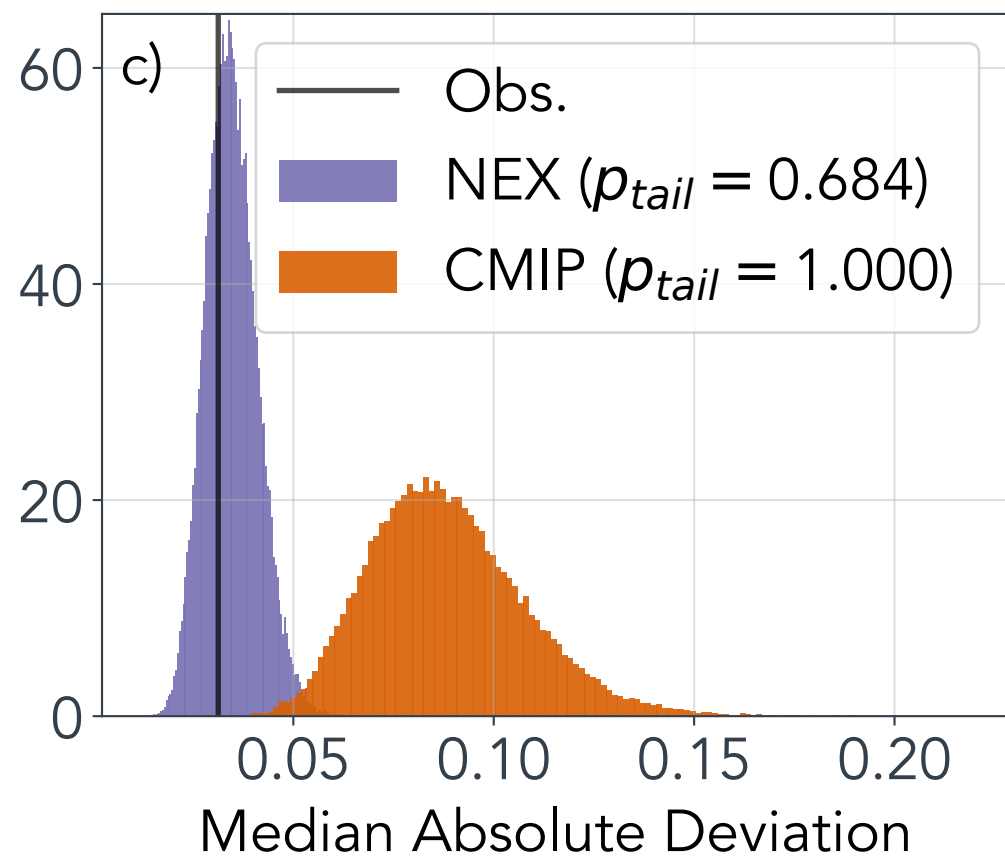 c)
Obs.
NEX (p_tail = 0.684)
CMIP (p_tail = 1.000)
60
40
20
0
0.05 0.10 0.15 0.20
Median Absolute Deviation